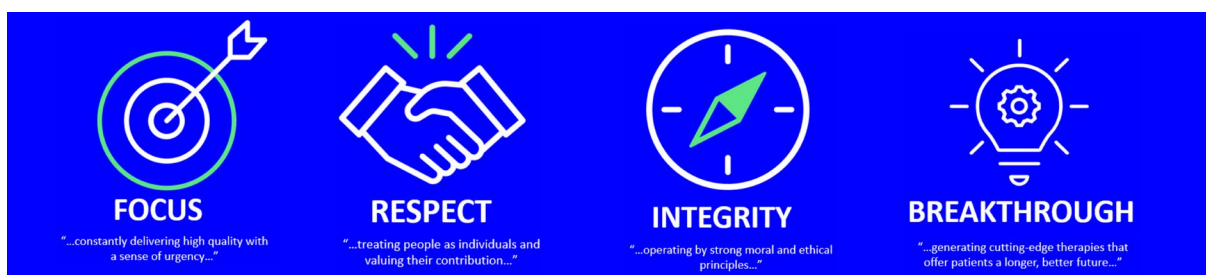 FOCUS
“...constantly delivering high quality with
a sense of urgency...”
RESPECT
“...treating people as individuals and
valuing their contribution...”
INTEGRITY
“...operating by strong moral and ethical
principles...”
BREAKTHROUGH
“...generating cutting-edge therapies that
offer patients a longer, better future...”